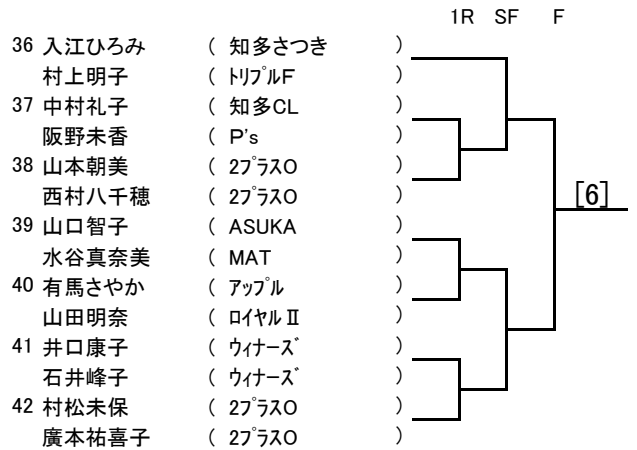 1R SF F
36 入江ひろみ ( 知多さつき )
村上明子 ( ﾄﾘﾌﾟﾙF )
37 中村礼子 ( 知多CL )
阪野未香 ( P's )
38 山本朝美 ( 2ﾌﾟﾗｽO )
西村八千穂 ( 2ﾌﾟﾗｽO )
[6]
39 山口智子 ( ASUKA )
水谷真奈美 ( MAT )
40 有馬さやか ( ｱｯﾌﾟﾙ )
山田明奈 ( ﾛｲﾔﾙⅡ )
41 井口康子 ( ｳｨﾅｰｽﾞ )
石井峰子 ( ｳｨﾅｰｽﾞ )
42 村松未保 ( 2ﾌﾟﾗｽO )
廣本祐喜子 ( 2ﾌﾟﾗｽO )